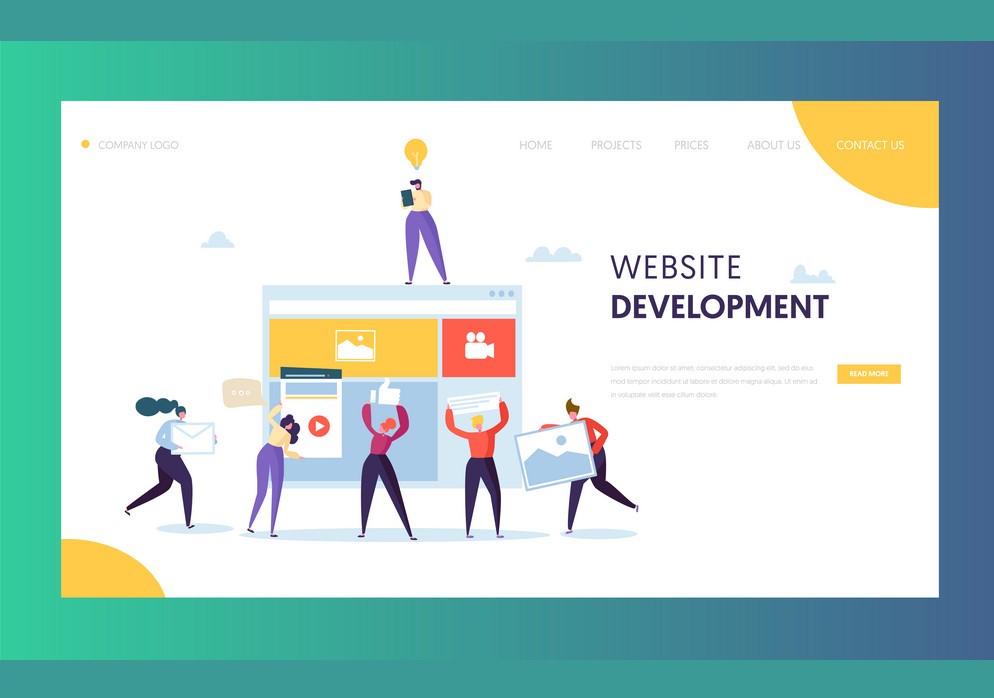 COMPANY LOGO
HOME
PROJECTS
PRICES
ABOUT US
CONTACT US
WEBSITE
DEVELOPMENT
Lorem ipsum dolor sit amet, consectetur adipiscing elit, sed do eius
mod tempor incididunt ut labore et dolore magna aliqua. Ut enim ad
in voluptate velit esse cillum dolore.
READ MORE